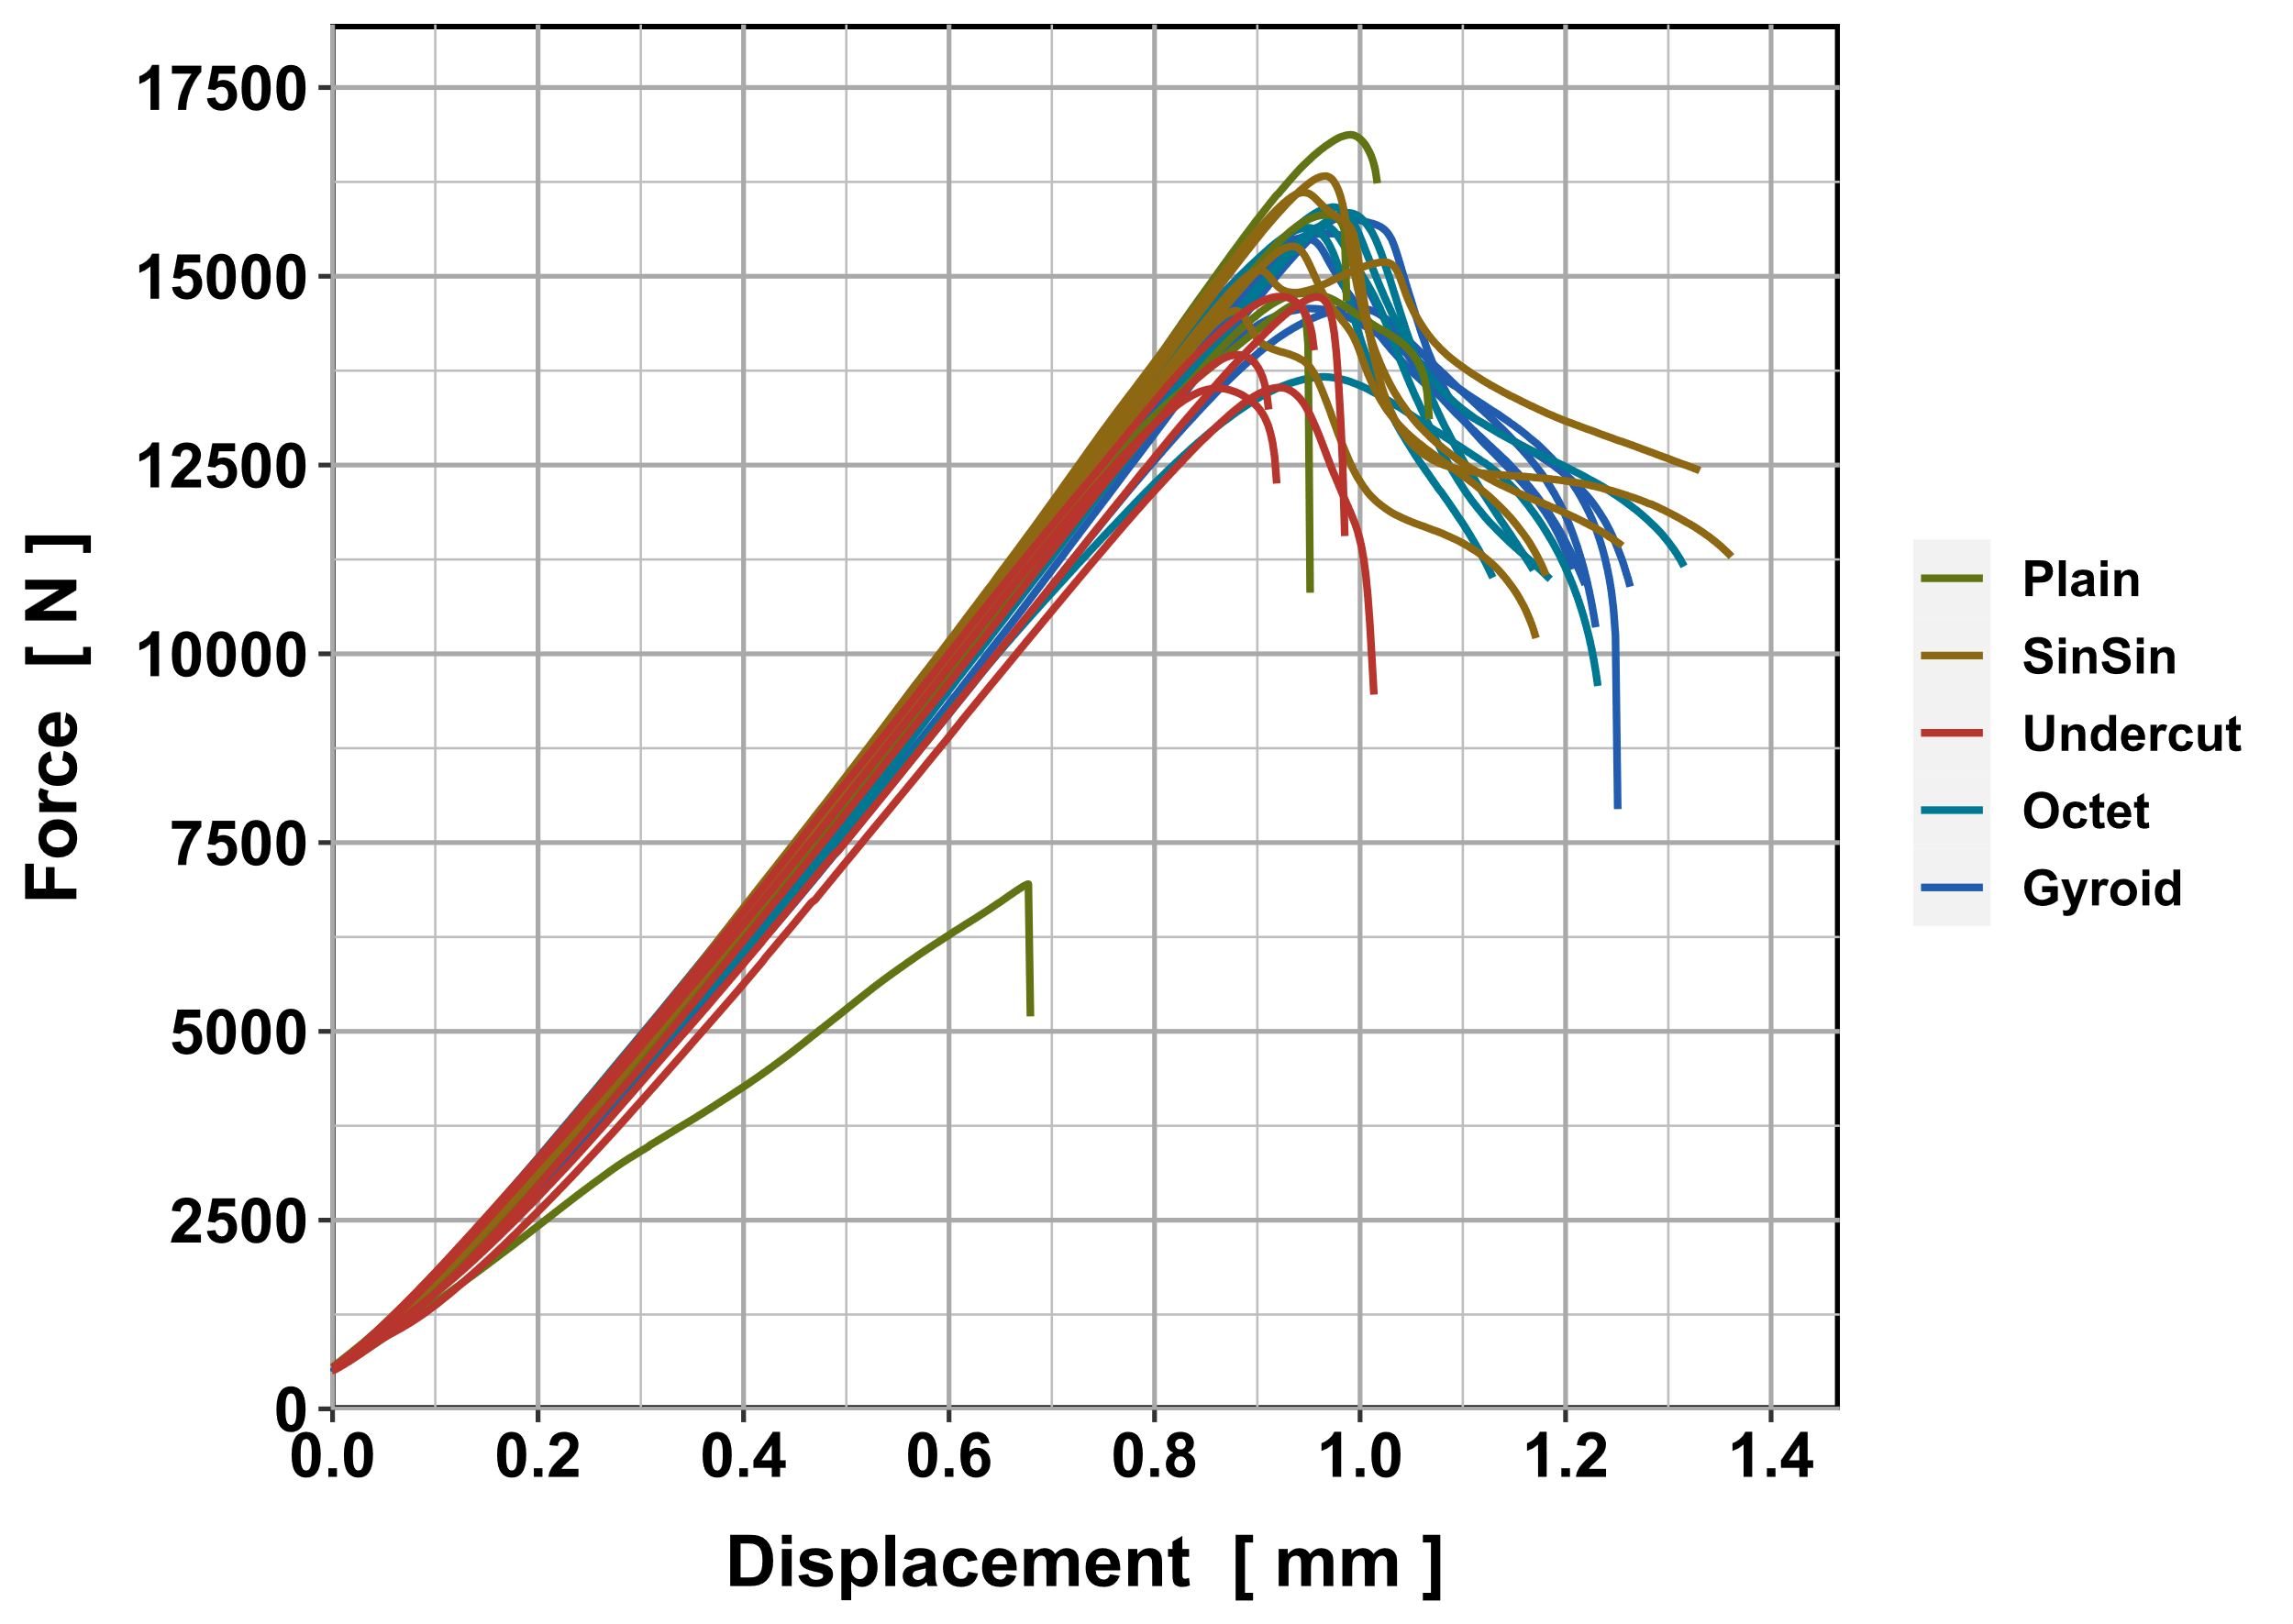 Force [ N ]
17500
15000
12500
10000
7500
5000
2500
0
0.0 0.2 0.4 0.6 0.8 1.0 1.2 1.4
Displacement [ mm ]
Plain
SinSin
Undercut
Octet
Gyroid